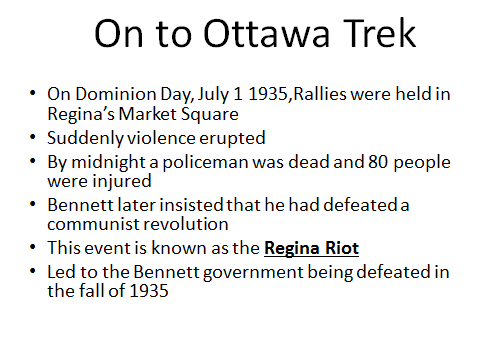 On to Ottawa Trek
• On Dominion Day, July 1 1935,Rallies were held in
Regina's Market Square
• Suddenly violence erupted
• By midnight a policeman was dead and 80 people
were injured
• Bennett later insisted that he had defeated a
communist revolution
• This event is known as the Regina Riot
• Led to the Bennett government being defeated in
the fall of 1935